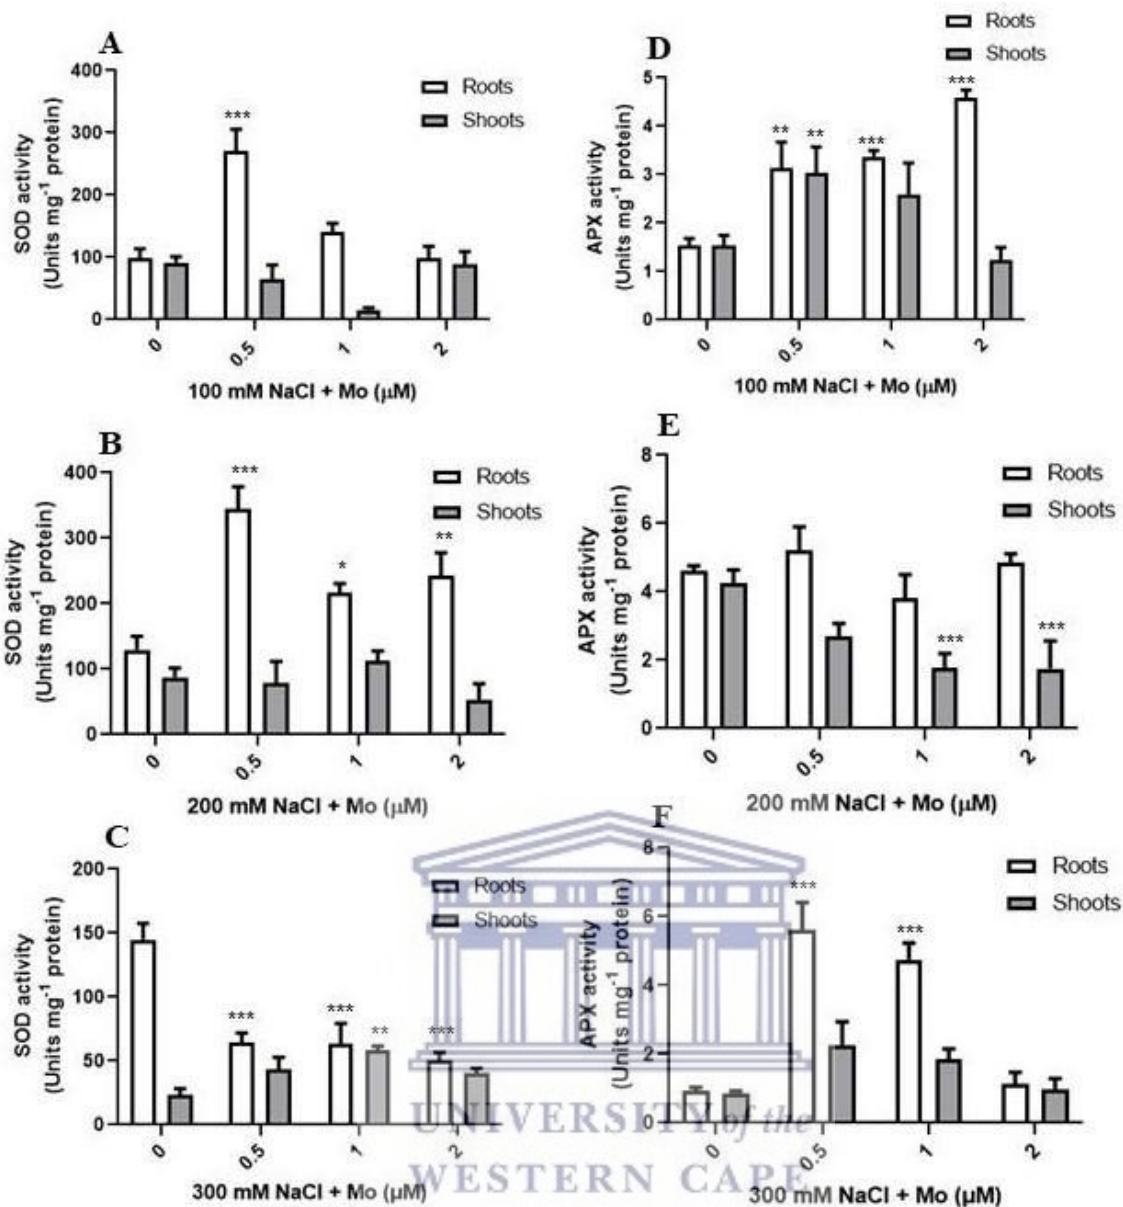 A
400
300
200
100
0
SOD activity
(Units mg⁻¹ protein)
Roots
Shoots
***
0 0.5 1 2
100 mM NaCl + Mo (µM)
D
Roots
Shoots
5
4
3
2
1
0
APX activity
(Units mg⁻¹ protein)
** ** *** ***
0 0.5 1 2
100 mM NaCl + Mo (µM)
B
400
300
200
100
0
SOD activity
(Units mg⁻¹ protein)
Roots
Shoots
*** * **
0 0.5 1 2
200 mM NaCl + Mo (µM)
E
8
6
4
2
0
APX activity
(Units mg⁻¹ protein)
Roots
Shoots
*** ***
0 0.5 1 2
200 mM NaCl + Mo (µM)
C
200
150
100
50
0
SOD activity
(Units mg⁻¹ protein)
Roots
Shoots
*** *** ** ***
0 0.5 1 2
300 mM NaCl + Mo (µM)
F
8
6
4
2
0
APX activity
(Units mg⁻¹ protein)
Roots
Shoots
*** ***
0 0.5 1 2
300 mM NaCl + Mo (µM)
UNIVERSITY of the
WESTERN CAPE